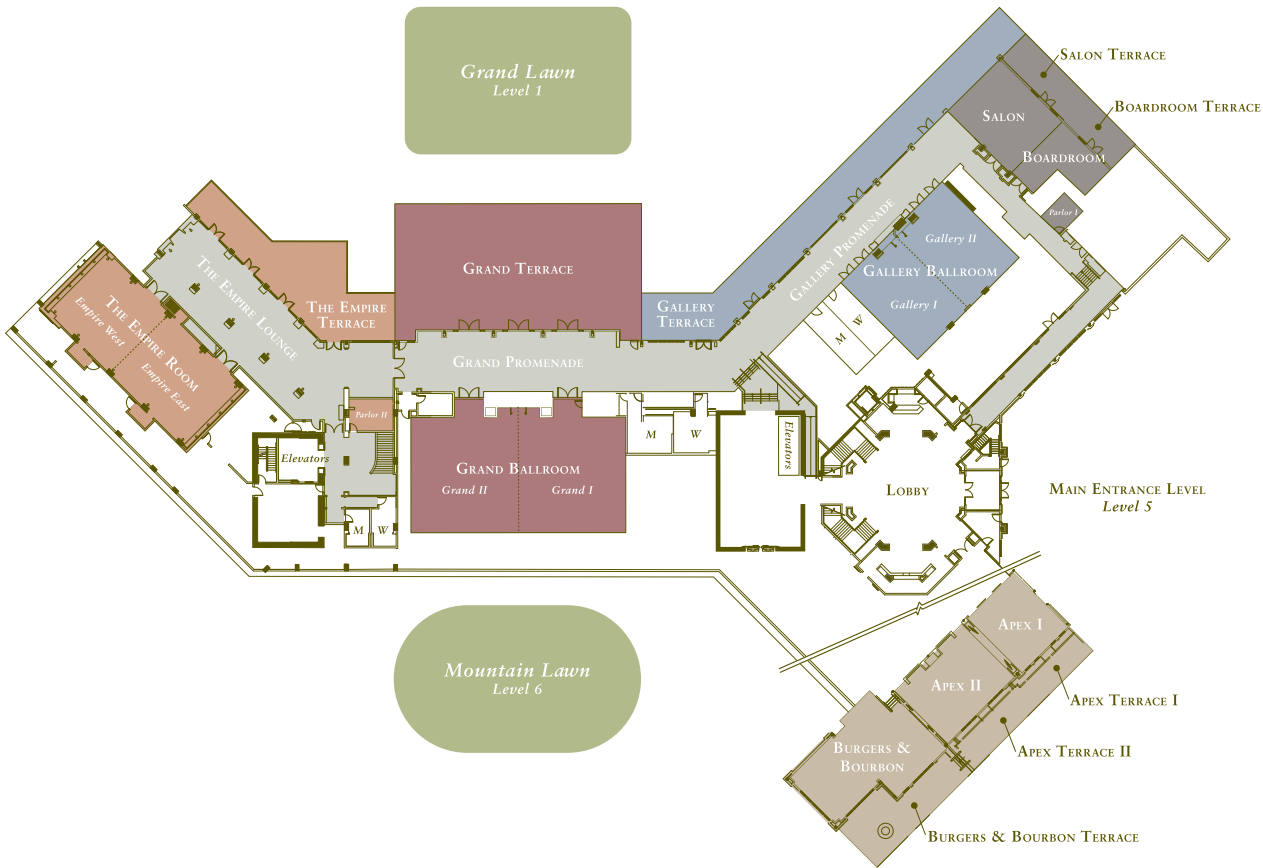 Grand Lawn
Level 1
Salon Terrace
Boardroom Terrace
Salon
Boardroom
Parlor I
Gallery Promenade
Gallery II
Gallery Ballroom
Gallery I
M
W
Grand Terrace
Gallery
Terrace
The Empire Lounge
The Empire
Terrace
The Empire Room
Empire West
Empire East
Grand Promenade
Parlor II
Elevators
M
W
Grand Ballroom
Grand II
Grand I
M
W
Elevators
Lobby
Main Entrance Level
Level 5
Mountain Lawn
Level 6
Apex I
Apex II
Apex Terrace I
Apex Terrace II
Burgers &
Bourbon
Burgers & Bourbon Terrace